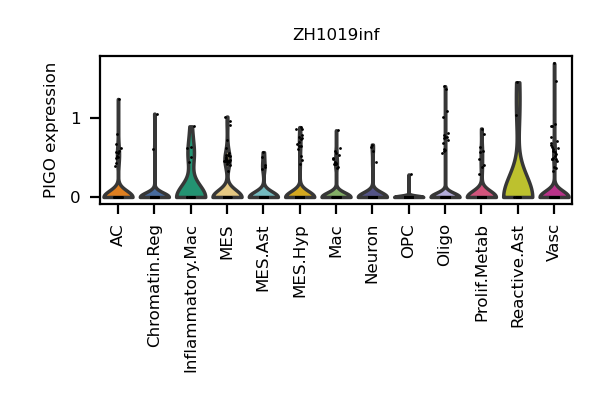 ZH1019inf
PIGO expression
1
0
AC
Chromatin.Reg
Inflammatory.Mac
MES
MES.Ast
MES.Hyp
Mac
Neuron
OPC
Oligo
Prolif.Metab
Reactive.Ast
Vasc